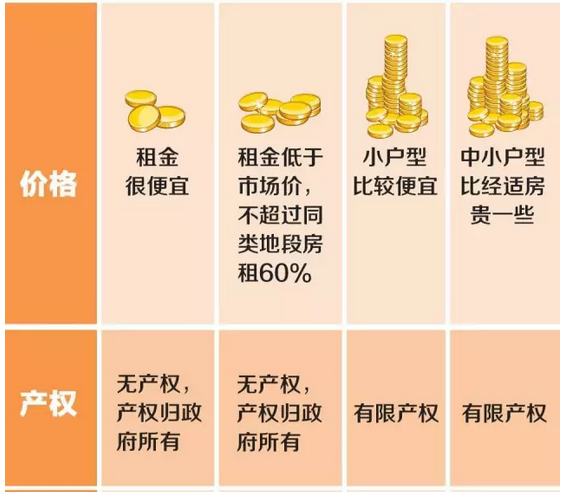 价格
租金
很便宜
租金低于
市场价，
不超过同
类地段房
租60%
小户型
比较便宜
中小户型
比经适房
贵一些
产权
无产权，
产权归政
府所有
无产权，
产权归政
府所有
有限产权
有限产权